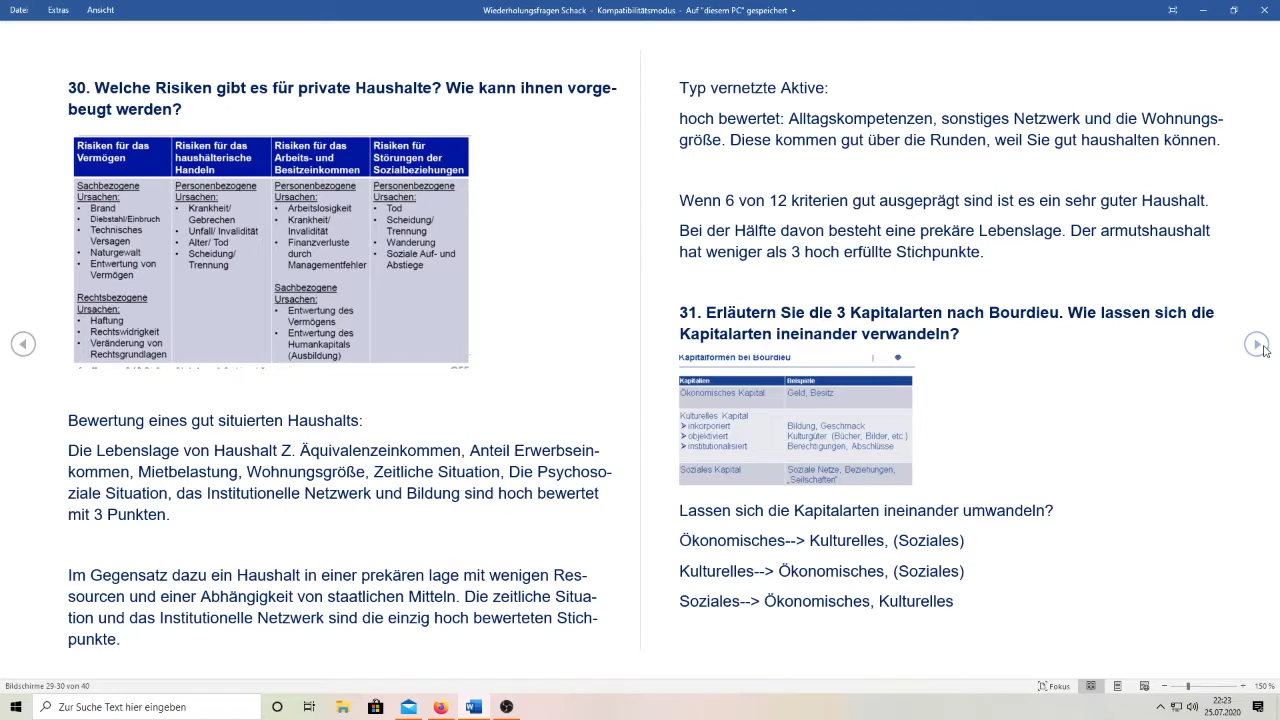 Datei Extras Ansicht
Wiederholungsfragen Schack - Kompatibilitätsmodus - Auf "diesem PC" gespeichert
30. Welche Risiken gibt es für private Haushalte? Wie kann ihnen vorge-
beugt werden?
Risiken für das
Vermögen
Sachbezogene
Ursachen:
• Brand
• Diebstahl/Einbruch
• Technisches
Versagen
• Naturgewalt
• Entwertung von
Vermögen
Rechtsbezogene
Ursachen:
• Haftung
• Rechtswidrigkeit
• Veränderung von
Rechtsgrundlagen
Risiken für das
haushälterische
Handeln
Personenbezogene
Ursachen:
• Krankheit/
Gebrechen
• Unfall/ Invalidität
• Alter/ Tod
• Scheidung/
Trennung
Risiken für das
Arbeits- und
Besitzeinkommen
Personenbezogene
Ursachen:
• Arbeitslosigkeit
• Krankheit/
Invalidität
• Finanzverluste
durch
Managementfehler
Sachbezogene
Ursachen:
• Entwertung des
Vermögens
• Entwertung des
Humankapitals
(Ausbildung)
Risiken für
Störungen der
Sozialbeziehungen
Personenbezogene
Ursachen:
• Tod
• Scheidung/
Trennung
• Wanderung
• Soziale Auf- und
Abstiege
Bewertung eines gut situierten Haushalts:
Die Lebenslage von Haushalt Z. Äquivalenzeinkommen, Anteil Erwerbsein-
kommen, Mietbelastung, Wohnungsgröße, Zeitliche Situation, Die Psychoso-
ziale Situation, das Institutionelle Netzwerk und Bildung sind hoch bewertet
mit 3 Punkten.
Im Gegensatz dazu ein Haushalt in einer prekären lage mit wenigen Res-
sourcen und einer Abhängigkeit von staatlichen Mitteln. Die zeitliche Situa-
tion und das Institutionelle Netzwerk sind die einzig hoch bewerteten Stich-
punkte.
Typ vernetzte Aktive:
hoch bewertet: Alltagskompetenzen, sonstiges Netzwerk und die Wohnungs-
größe. Diese kommen gut über die Runden, weil Sie gut haushalten können.
Wenn 6 von 12 kriterien gut ausgeprägt sind ist es ein sehr guter Haushalt.
Bei der Hälfte davon besteht eine prekäre Lebenslage. Der armutshaushalt
hat weniger als 3 hoch erfüllte Stichpunkte.
31. Erläutern Sie die 3 Kapitalarten nach Bourdieu. Wie lassen sich die
Kapitalarten ineinander verwandeln?
Kapitalformen bei Bourdieu
Kapitalien Beispiele
Ökonomisches Kapital Geld, Besitz
Kulturelles Kapital
➤ inkorporiert Bildung, Geschmack
➤ objektiviert Kulturgüter (Bücher, Bilder, etc.)
➤ institutionalisiert Berechtigungen, Abschlüsse
Soziales Kapital Soziale Netze, Beziehungen,
„Seilschaften“
Lassen sich die Kapitalarten ineinander umwandeln?
Ökonomisches--> Kulturelles, (Soziales)
Kulturelles--> Ökonomisches, (Soziales)
Soziales--> Ökonomisches, Kulturelles
Bildschirme 29-30 von 40
Fokus
150 %
Zur Suche Text hier eingeben
22:23
25.07.2020